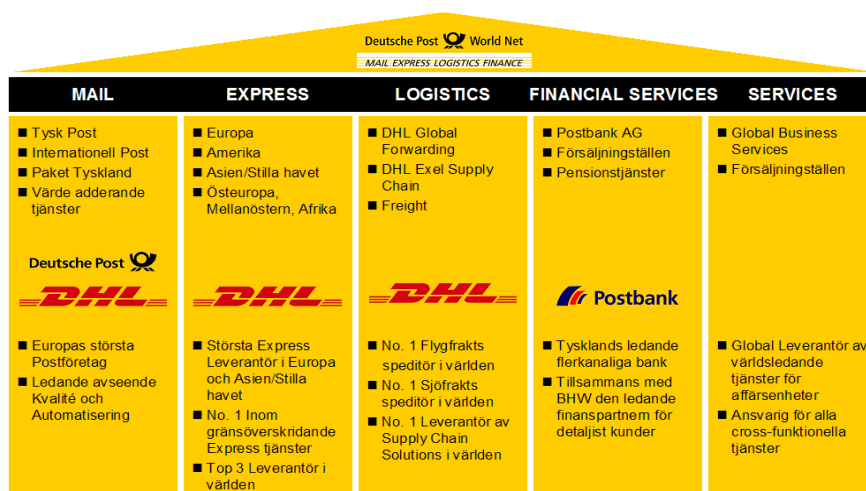 Deutsche Post World Net
MAIL EXPRESS LOGISTICS FINANCE
MAIL
Tysk Post
Internationell Post
Paket Tyskland
Värde adderande
tjänster
Deutsche Post
DHL
Europas största
Postföretag
Ledande avseende
Kvalité och
Automatisering
EXPRESS
Europa
Amerika
Asien/Stilla havet
Östeuropa,
Mellanöstern, Afrika
DHL
Största Express
Leverantör i Europa
och Asien/Stilla
havet
No. 1 Inom
gränsöverskridande
Express tjänster
Top 3 Leverantör i
världen
LOGISTICS
DHL Global
Forwarding
DHL Exel Supply
Chain
Freight
DHL
No. 1 Flygfrakts
speditör i världen
No. 1 Sjöfrakts
speditör i världen
No. 1 Leverantör av
Supply Chain
Solutions i världen
FINANCIAL SERVICES
Postbank AG
Försäljningställen
Pensionstjänster
Postbank
Tysklands ledande
flerkanaliga bank
Tillsammans med
BHW den ledande
finanspartnern för
detaljist kunder
SERVICES
Global Business
Services
Försäljningställen
Global Leverantör av
världsledande
tjänster för
affärsenheter
Ansvarig för alla
cross-funktionella
tjänster